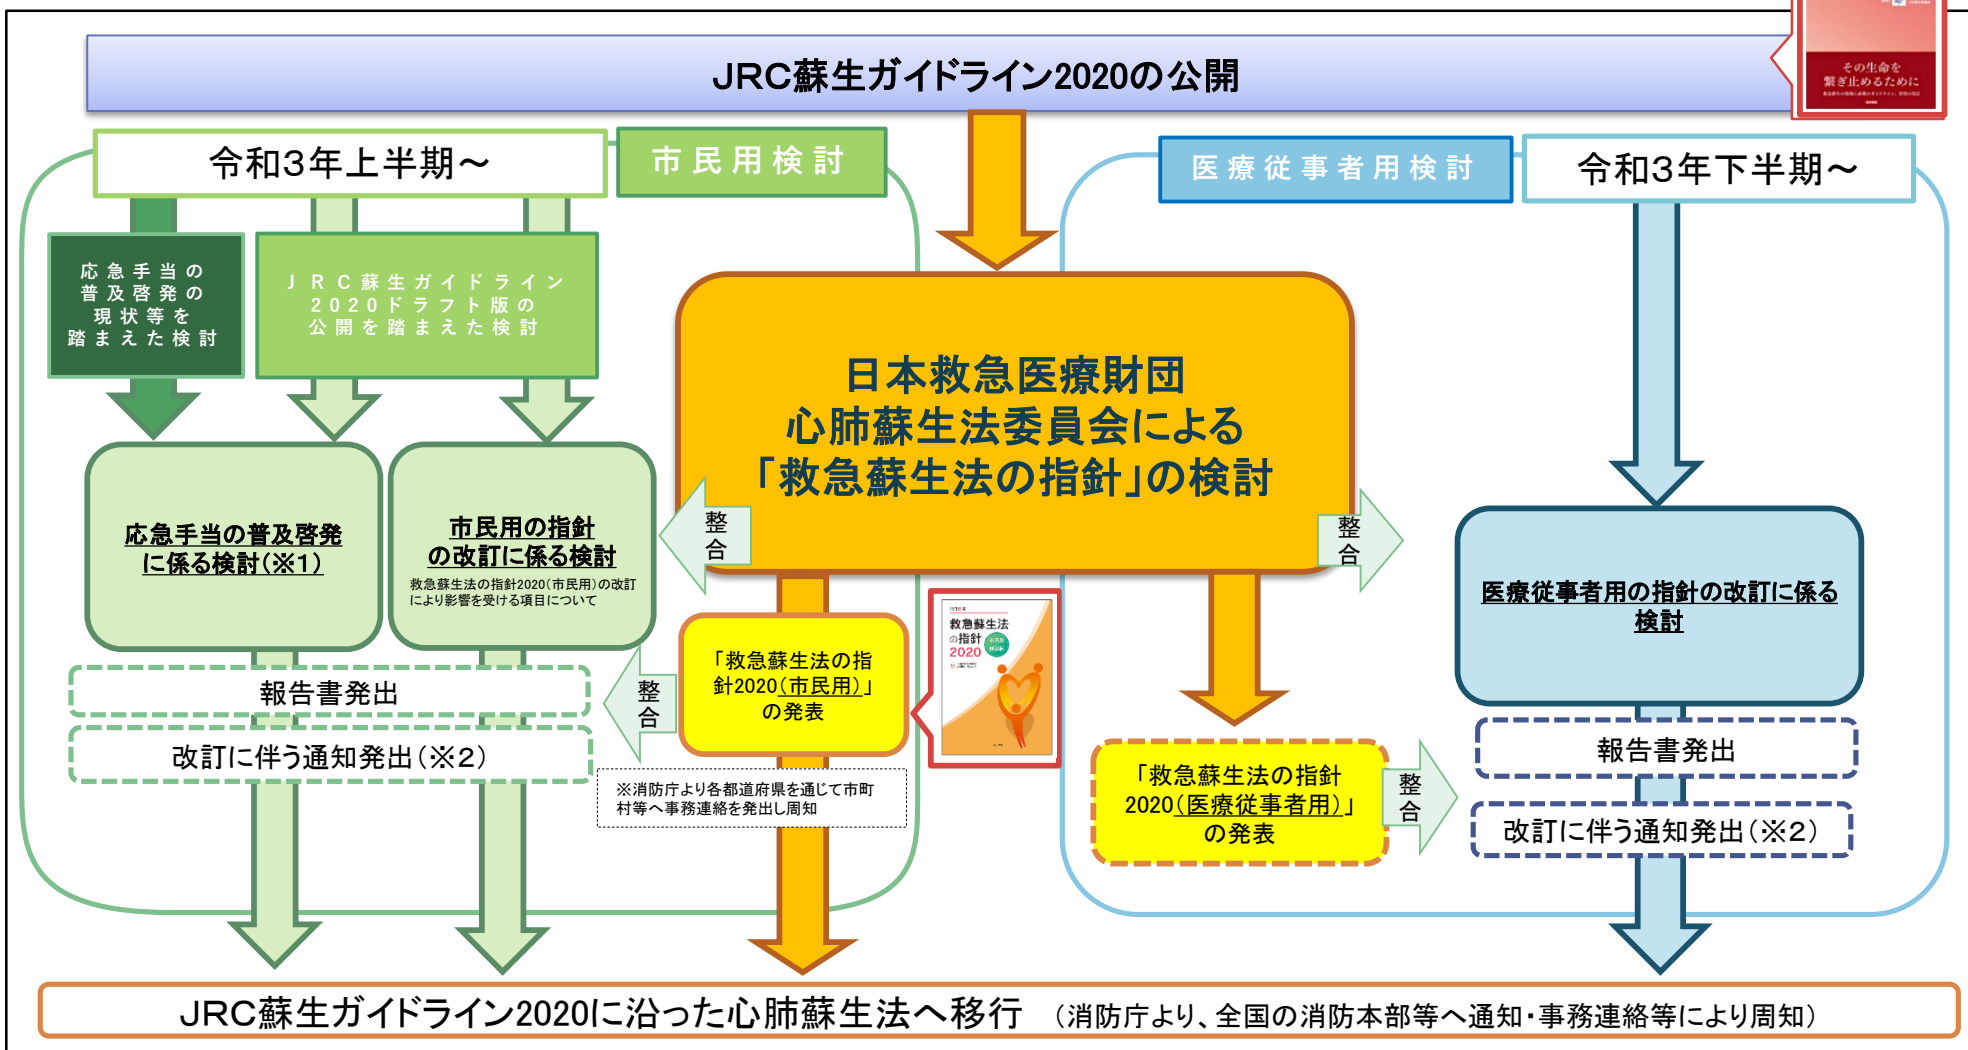 JRC蘇生ガイドライン2020の公開
その生命を
繋ぎ止めるために
令和3年上半期～
市民用検討
医療従事者用検討
令和3年下半期～
応急手当の
普及啓発の
現状等を
踏まえた検討
JRC蘇生ガイドライン
2020ドラフト版の
公開を踏まえた検討
日本救急医療財団
心肺蘇生法委員会による
「救急蘇生法の指針」の検討
整合
整合
応急手当の普及啓発
に係る検討(※1)
市民用の指針
の改訂に係る検討
救急蘇生法の指針2020(市民用)の改訂
により影響を受ける項目について
医療従事者用の指針の改訂に係る
検討
報告書発出
改訂に伴う通知発出(※2)
整合
「救急蘇生法の指
針2020(市民用)」
の発表
救急蘇生法
の指針
2020
※消防庁より各都道府県を通じて市町
村等へ事務連絡を発出し周知
「救急蘇生法の指針
2020(医療従事者用)」
の発表
整合
報告書発出
改訂に伴う通知発出(※2)
JRC蘇生ガイドライン2020に沿った心肺蘇生法へ移行 (消防庁より、全国の消防本部等へ通知・事務連絡等により周知)